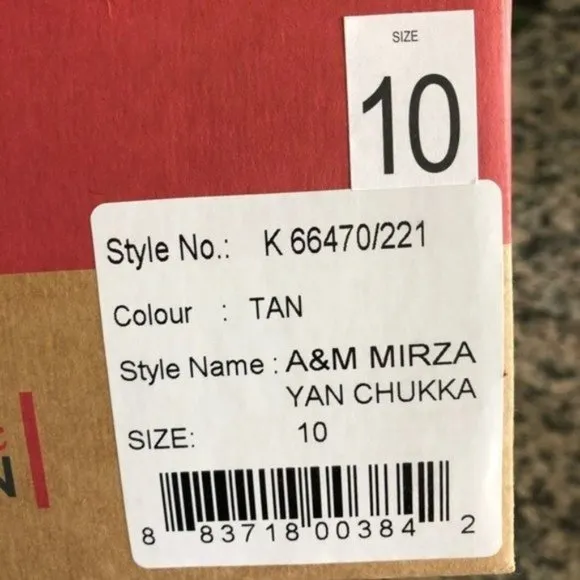 SIZE
10
Style No.: K 66470/221
Colour : TAN
Style Name : A&M MIRZA
YAN CHUKKA
SIZE: 10
8 83718 00384 2